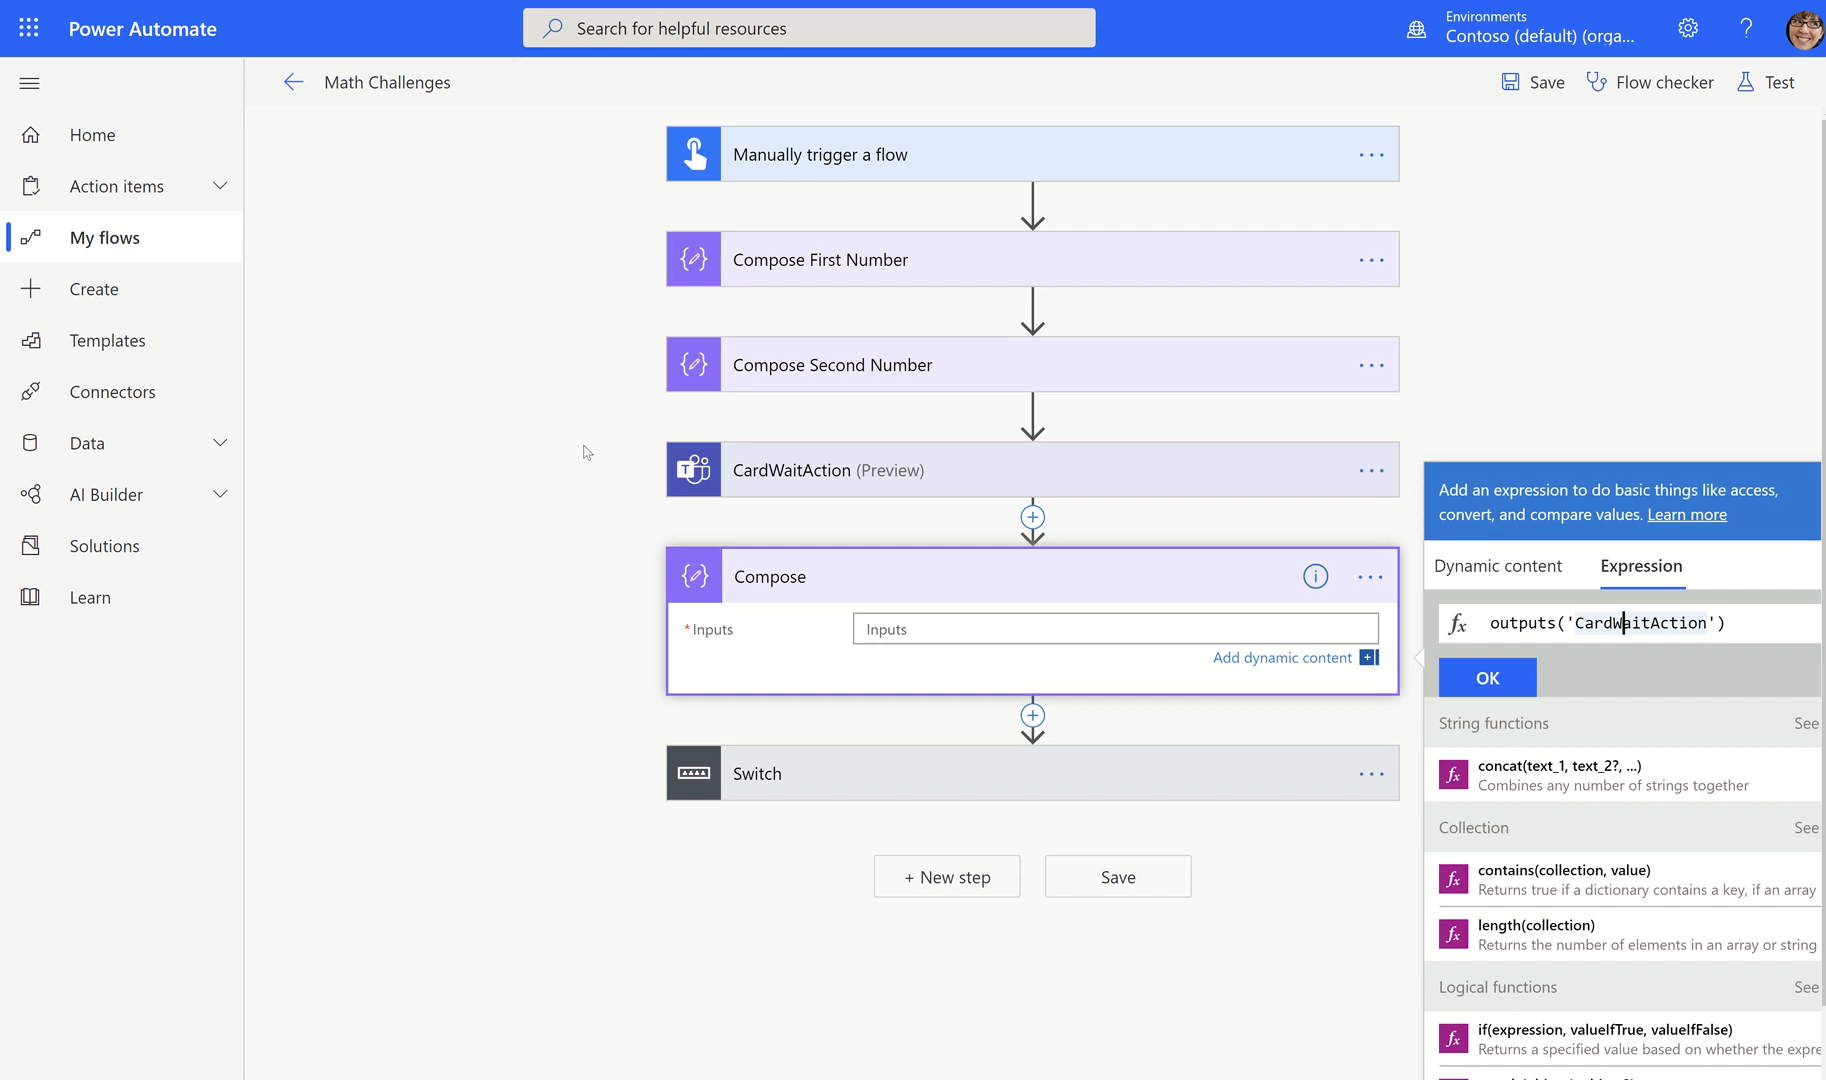 Power Automate
Search for helpful resources
Environments
Contoso (default) (orga...
Math Challenges
Save
Flow checker
Test
Home
Action items
My flows
Create
Templates
Connectors
Data
AI Builder
Solutions
Learn
Manually trigger a flow
Compose First Number
Compose Second Number
CardWaitAction (Preview)
Compose
* Inputs
Inputs
Add dynamic content
Switch
+ New step
Save
Add an expression to do basic things like access,
convert, and compare values. Learn more
Dynamic content
Expression
fx outputs('CardWaitAction')
OK
String functions
See
fx concat(text_1, text_2?, ...)
Combines any number of strings together
Collection
See
fx contains(collection, value)
Returns true if a dictionary contains a key, if an array
fx length(collection)
Returns the number of elements in an array or string
Logical functions
See
fx if(expression, valueIfTrue, valueIfFalse)
Returns a specified value based on whether the expre